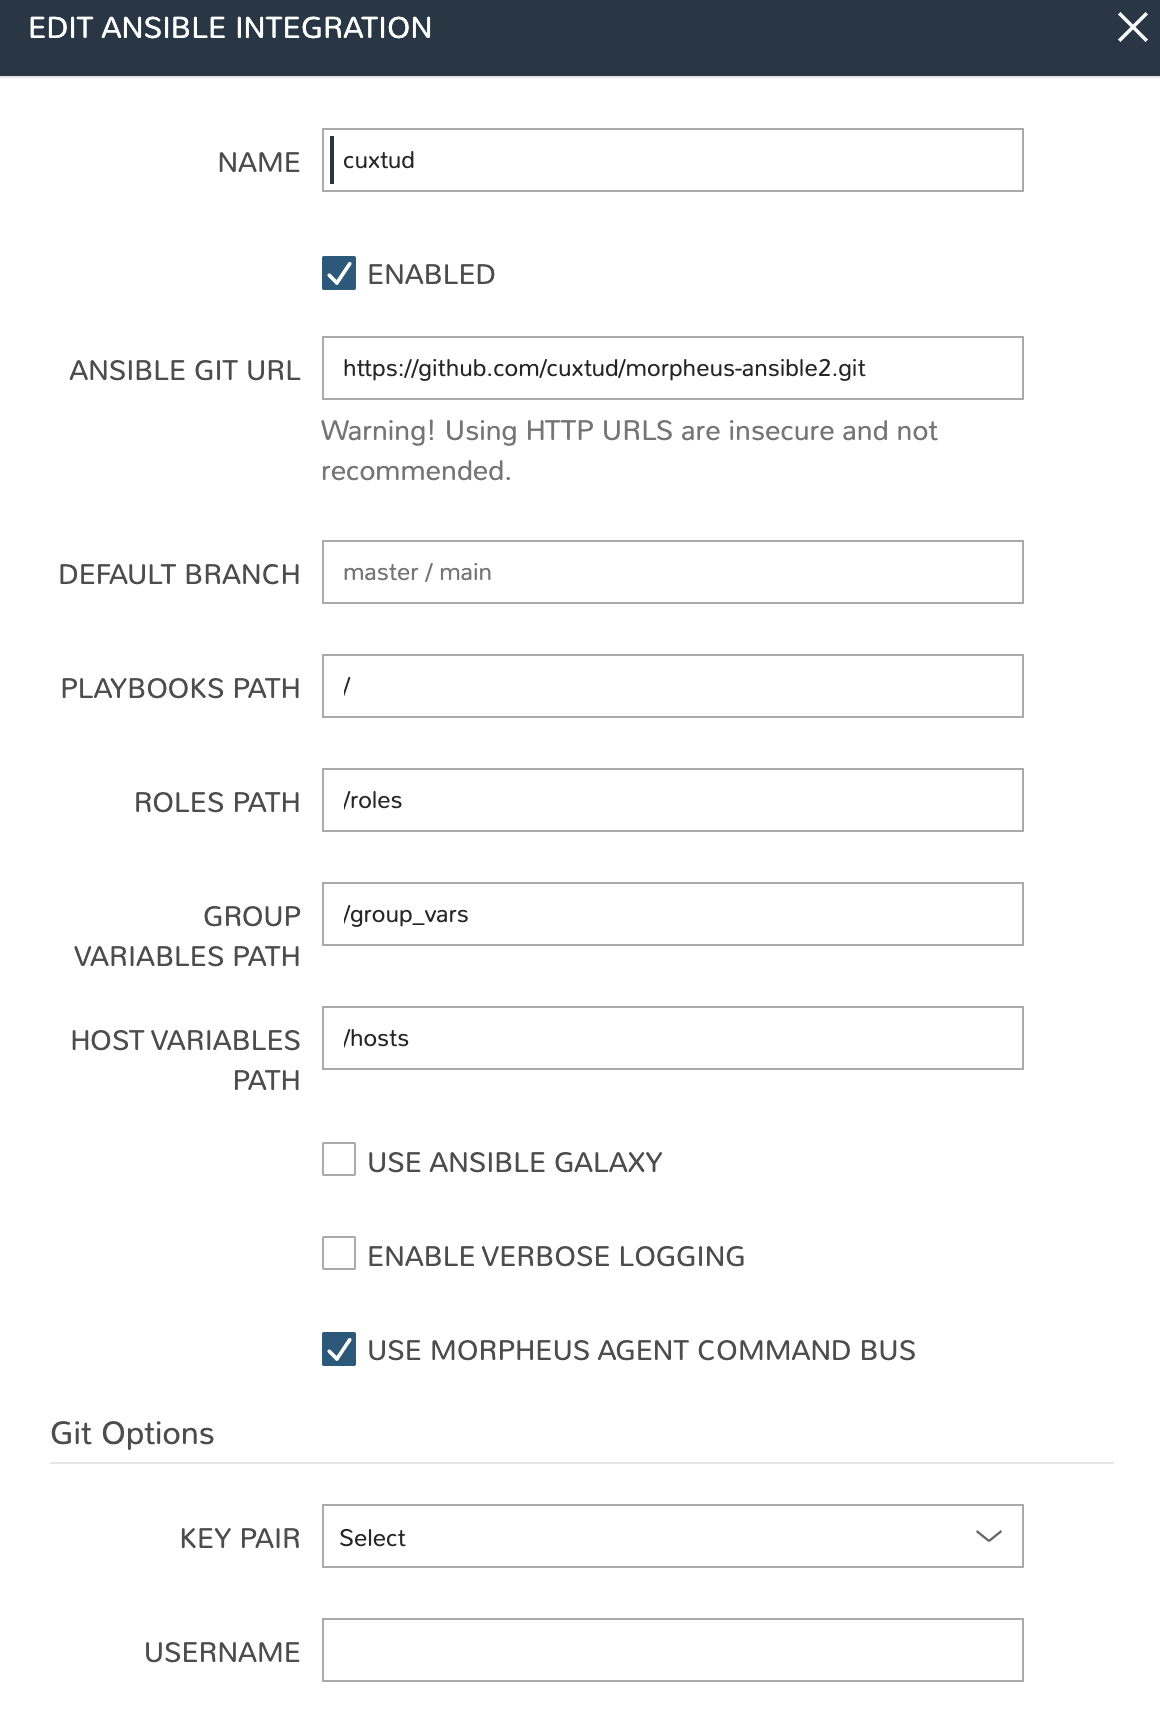 EDIT ANSIBLE INTEGRATION
NAME
cuxtud
ENABLED
ANSIBLE GIT URL
https://github.com/cuxtud/morpheus-ansible2.git
Warning! Using HTTP URLS are insecure and not
recommended.
DEFAULT BRANCH
master / main
PLAYBOOKS PATH
/
ROLES PATH
/roles
GROUP
VARIABLES PATH
/group_vars
HOST VARIABLES
PATH
/hosts
USE ANSIBLE GALAXY
ENABLE VERBOSE LOGGING
USE MORPHEUS AGENT COMMAND BUS
Git Options
KEY PAIR
Select
USERNAME